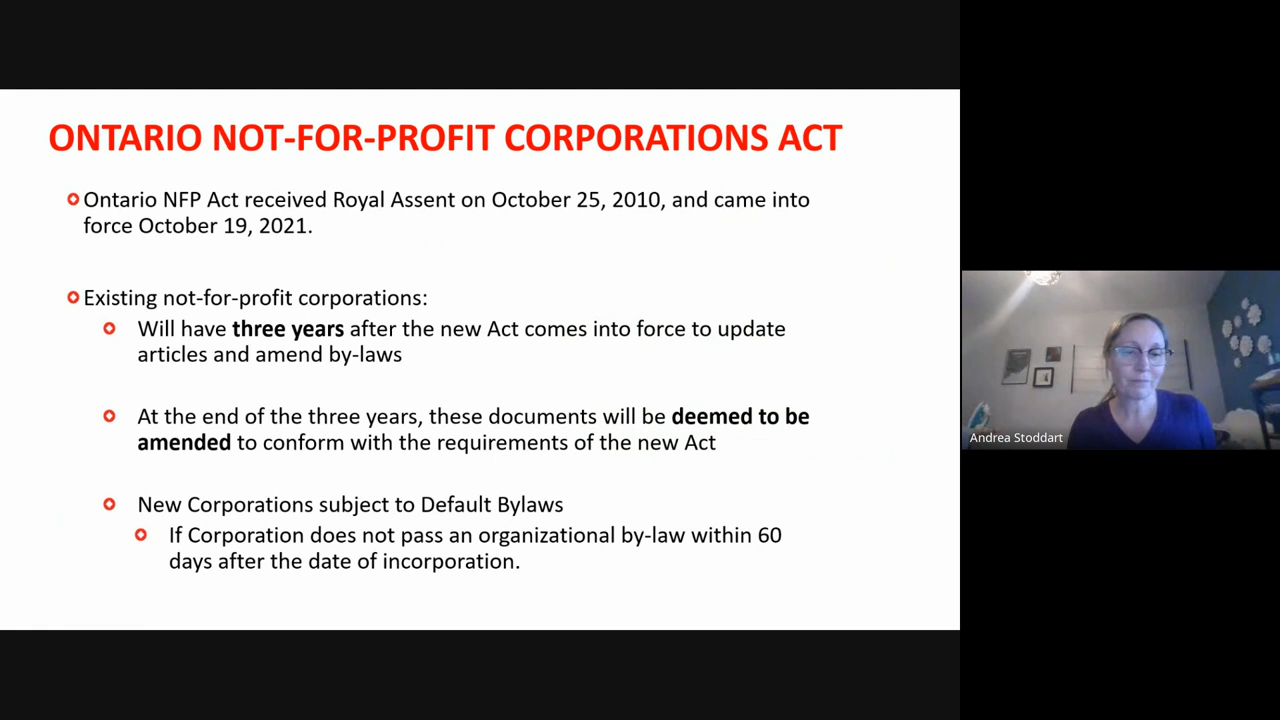 ONTARIO NOT-FOR-PROFIT CORPORATIONS ACT
Ontario NFP Act received Royal Assent on October 25, 2010, and came into
force October 19, 2021.
Existing not-for-profit corporations:
Will have three years after the new Act comes into force to update
articles and amend by-laws
At the end of the three years, these documents will be deemed to be
amended to conform with the requirements of the new Act
New Corporations subject to Default Bylaws
If Corporation does not pass an organizational by-law within 60
days after the date of incorporation.
Andrea Stoddart